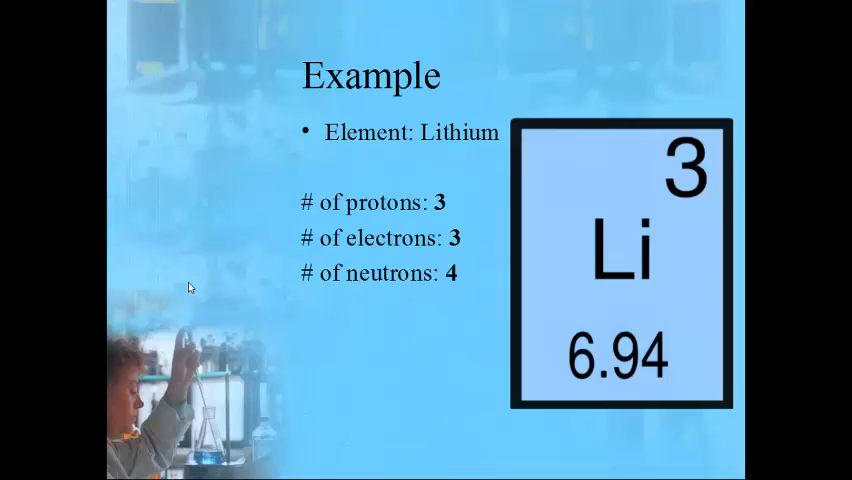 Example
• Element: Lithium
# of protons: 3
# of electrons: 3
# of neutrons: 4
3
Li
6.94